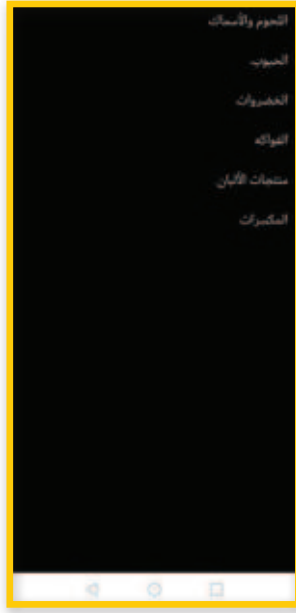 اللحوم والأسماك
الحبوب
الخضروات
الفواكه
منتجات الألبان
المكسرات